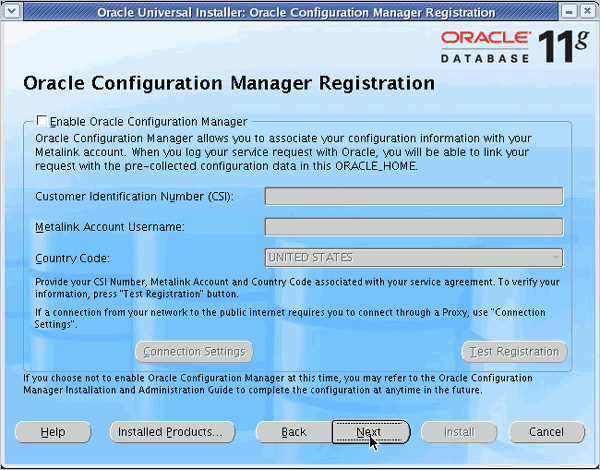 Oracle Universal Installer: Oracle Configuration Manager Registration
ORACLE
DATABASE 11g
Oracle Configuration Manager Registration
Enable Oracle Configuration Manager
Oracle Configuration Manager allows you to associate your configuration information with your
Metalink account. When you log your service request with Oracle, you will be able to link your
request with the pre-collected configuration data in this ORACLE_HOME.
Customer Identification Number (CSI):
Metalink Account Username:
Country Code: UNITED STATES
Provide your CSI Number, Metalink Account and Country Code associated with your service agreement. To verify your
information, press "Test Registration" button.
If a connection from your network to the public internet requires you to connect through a Proxy, use "Connection
Settings".
Connection Settings Test Registration
If you choose not to enable Oracle Configuration Manager at this time, you may refer to the Oracle Configuration
Manager Installation and Administration Guide to complete the configuration at anytime in the future.
Help Installed Products... Back Next Install Cancel